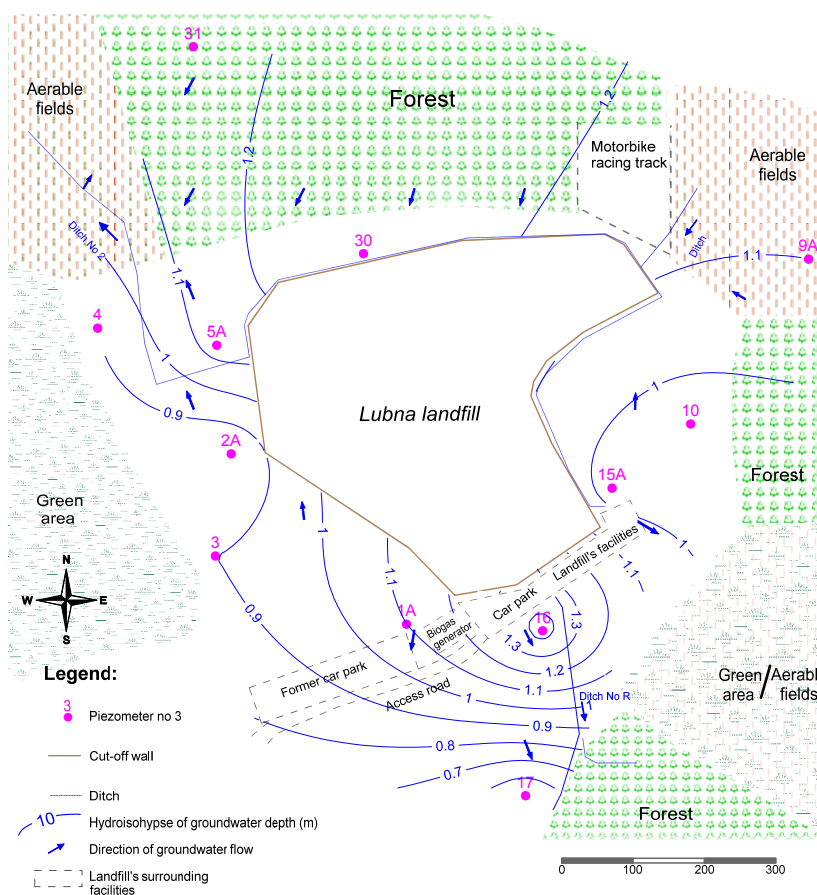 31
Aerable
fields
Forest
1.2
Motorbike
racing track
Aerable
fields
1.2
Ditch No 2
30
Ditch
9A
1.1
1.1
4
5A
1
0.9
Lubna landfill
1
10
2A
15A
Forest
Green
area
1
3
Landfill's facilities
1
1.1
1.1
N
W
E
S
0.9
1A
Biogas
generator
Car park
16
1.3
1.3
1.2
Legend:
Former car park
Access road
1.1
1
1
Ditch No R
Green
area
/
Aerable
fields
3
Piezometer no 3
0.9
0.8
Cut-off wall
0.7
17
Ditch
Forest
10
Hydroisohypse of groundwater depth (m)
Direction of groundwater flow
Landfill's surrounding
facilities
0
100
200
300